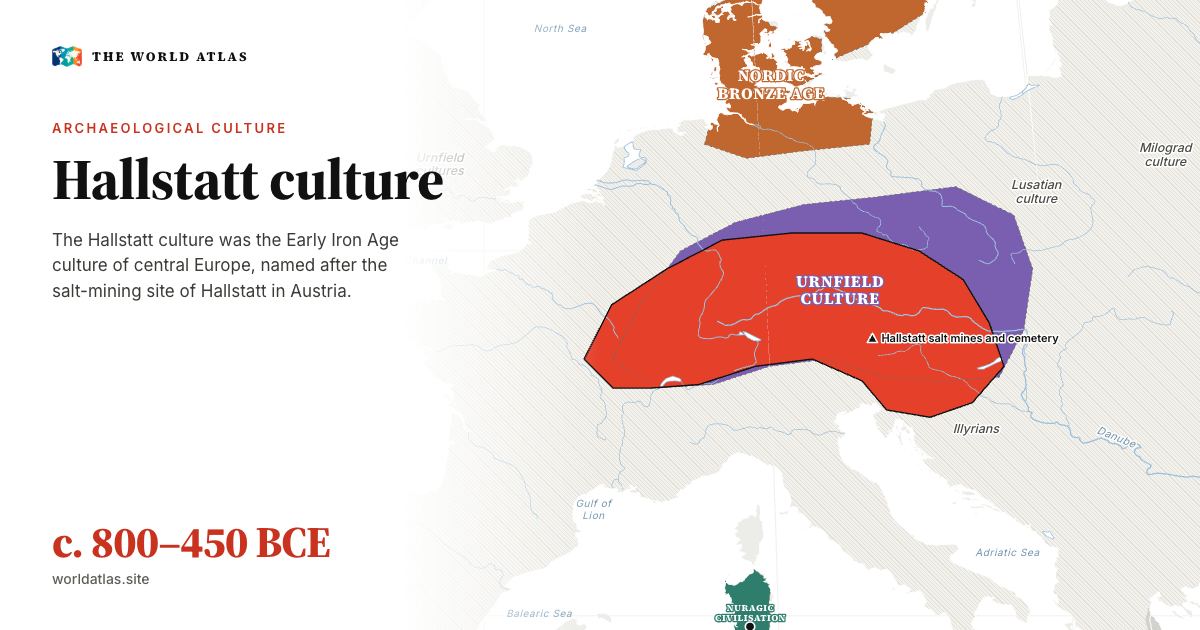 THE WORLD ATLAS
ARCHAEOLOGICAL CULTURE
Hallstatt culture
The Hallstatt culture was the Early Iron Age
culture of central Europe, named after the
salt-mining site of Hallstatt in Austria.
c. 800–450 BCE
worldatlas.site
North Sea
NORDIC
BRONZE AGE
Urnfield
Milograd
culture
Lusatian
culture
URNFIELD
CULTURE
Hallstatt salt mines and cemetery
Illyrians
Danube
Gulf of
Lion
Adriatic Sea
Balearic Sea
NURAGIC
CIVILISATION